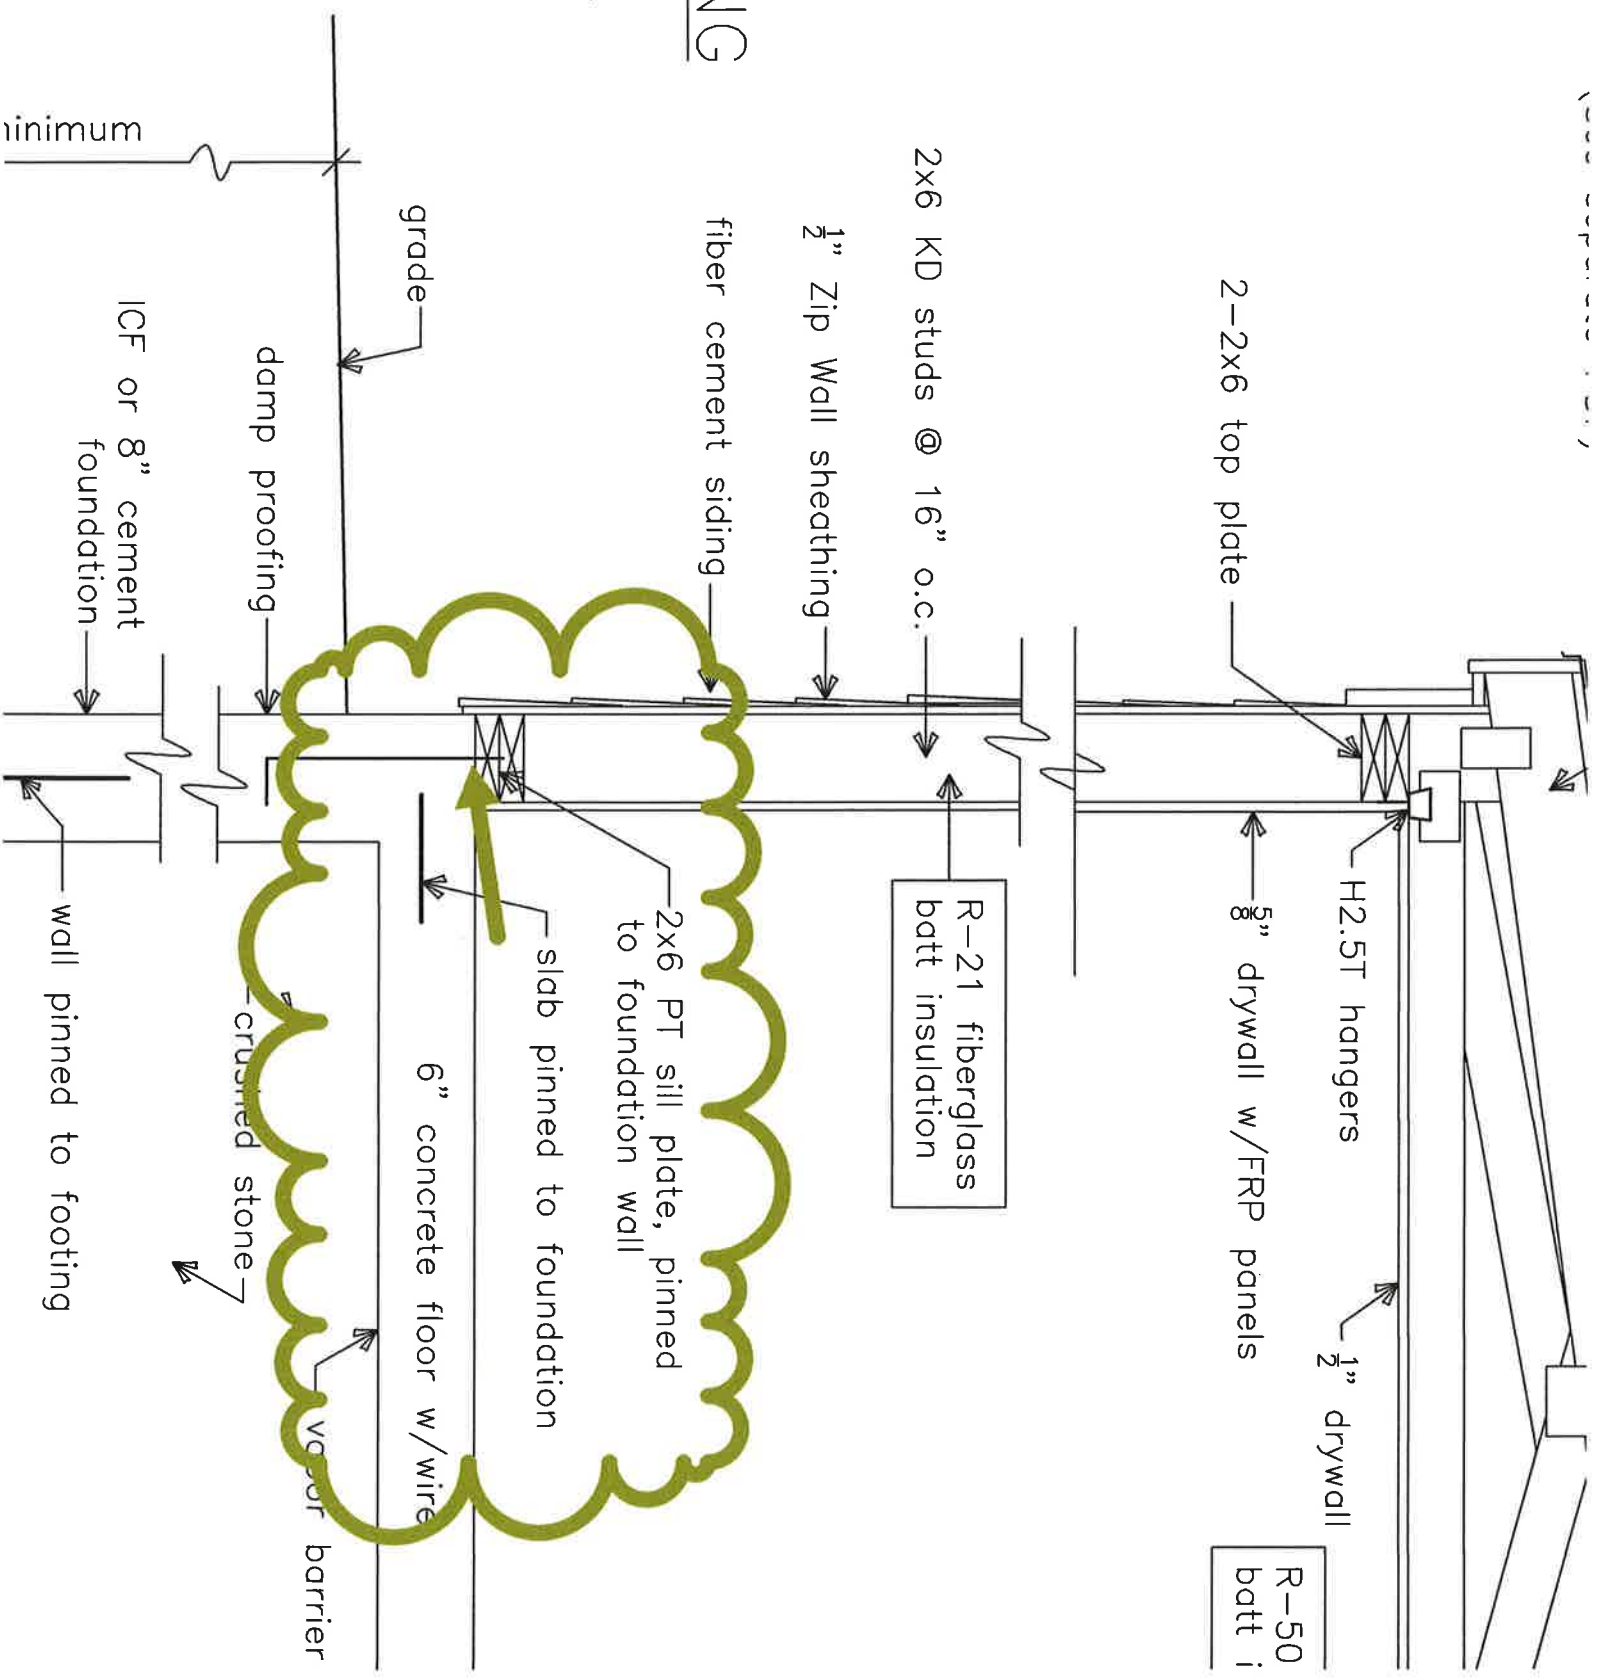 2-2x6 top plate
H2.5T hangers
1/2" drywall
R-50
batt i
5/8" drywall w/FRP panels
2x6 KD studs @ 16" o.c.
R-21 fiberglass
batt insulation
1/2" Zip Wall sheathing
fiber cement siding
NG
2x6 PT sill plate, pinned
to foundation wall
slab pinned to foundation
grade
6" concrete floor w/wire
vapor barrier
damp proofing
crushed stone
ICF or 8" cement
foundation
wall pinned to footing
inimum